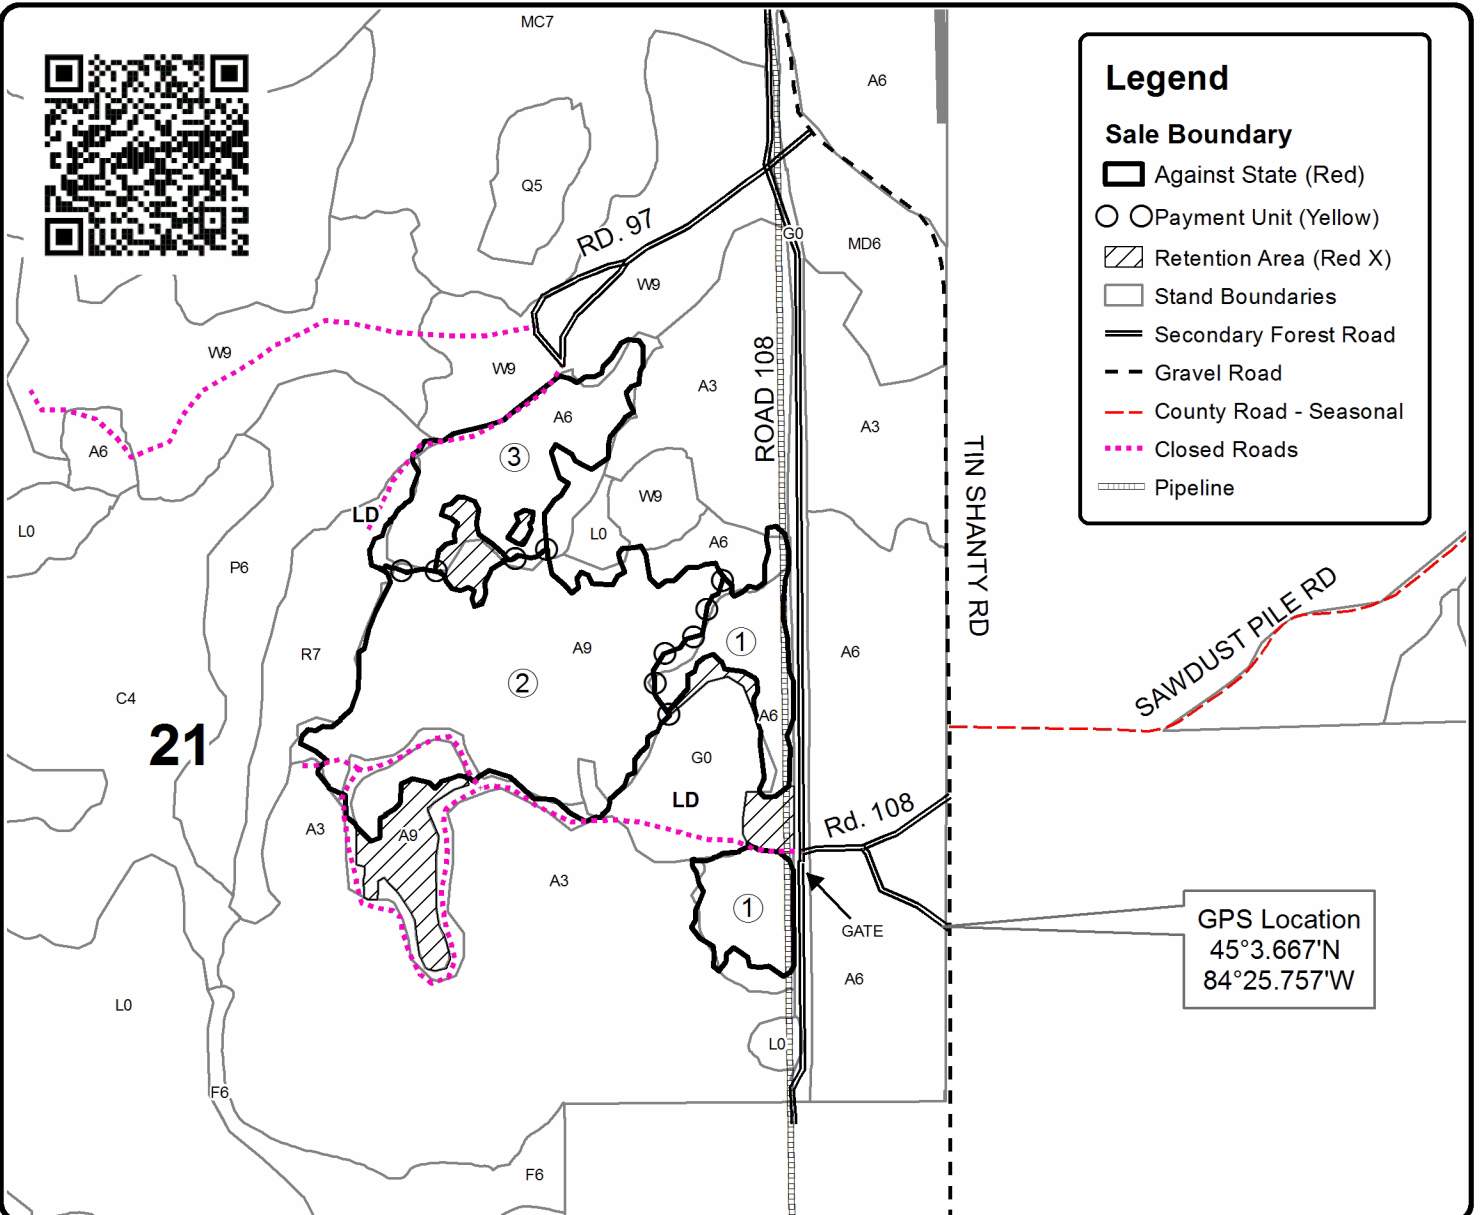 MC7
A6
Legend
Sale Boundary
Against State (Red)
Payment Unit (Yellow)
Retention Area (Red X)
Stand Boundaries
Secondary Forest Road
Gravel Road
County Road - Seasonal
Closed Roads
Pipeline
Q5
RD. 97
G0
MD6
W9
W9
W9
A3
ROAD 108
A6
A3
A6
3
W9
TIN SHANTY RD
LD
L0
L0
A6
P6
SAWDUST PILE RD
R7
A9
1
A6
2
C4
21
A6
G0
LD
Rd. 108
A3
A9
A3
1
GATE
GPS Location
45°3.667'N
84°25.757'W
A6
L0
L0
F6
F6